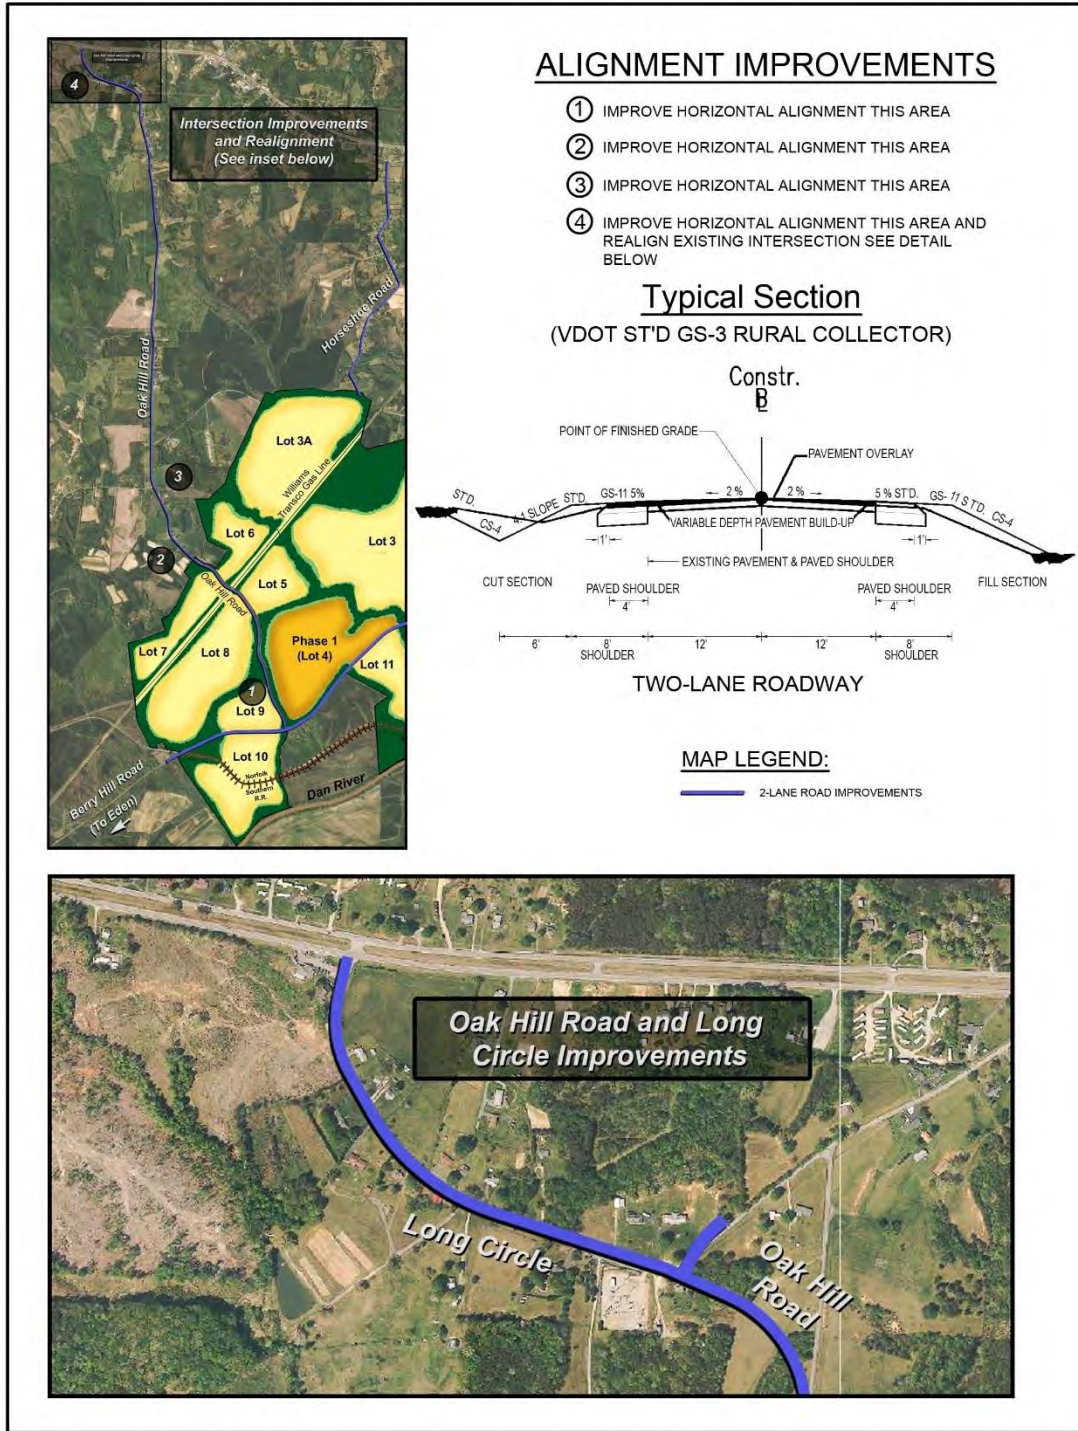 ALIGNMENT IMPROVEMENTS
1 IMPROVE HORIZONTAL ALIGNMENT THIS AREA
2 IMPROVE HORIZONTAL ALIGNMENT THIS AREA
3 IMPROVE HORIZONTAL ALIGNMENT THIS AREA
4 IMPROVE HORIZONTAL ALIGNMENT THIS AREA AND
REALIGN EXISTING INTERSECTION SEE DETAIL
BELOW
Typical Section
(VDOT ST'D GS-3 RURAL COLLECTOR)
Constr.
BL
POINT OF FINISHED GRADE
PAVEMENT OVERLAY
ST'D.
CS-4
4:1 SLOPE
ST'D.
GS-11 5%
2 %
2 %
5 % ST'D.
GS- 11 S T'D.
CS-4
VARIABLE DEPTH PAVEMENT BUILD-UP
1'
1'
EXISTING PAVEMENT & PAVED SHOULDER
CUT SECTION
PAVED SHOULDER
4'
PAVED SHOULDER
4'
FILL SECTION
6'
8'
SHOULDER
12'
12'
8'
SHOULDER
TWO-LANE ROADWAY
MAP LEGEND:
2-LANE ROAD IMPROVEMENTS
4
Intersection Improvements
and Realignment
(See inset below)
Horseshoe Road
Oak Hill Road
Lot 3A
Williams
Transco Gas Line
3
Lot 6
Lot 3
2
Lot 5
Oak Hill Road
Phase 1
(Lot 4)
Lot 7
Lot 8
Lot 11
1
Lot 9
Lot 10
Norfolk
Southern
R.R.
Dan River
Berry Hill Road
(To Eden)
Oak Hill Road and Long
Circle Improvements
Long Circle
Oak Hill
Road